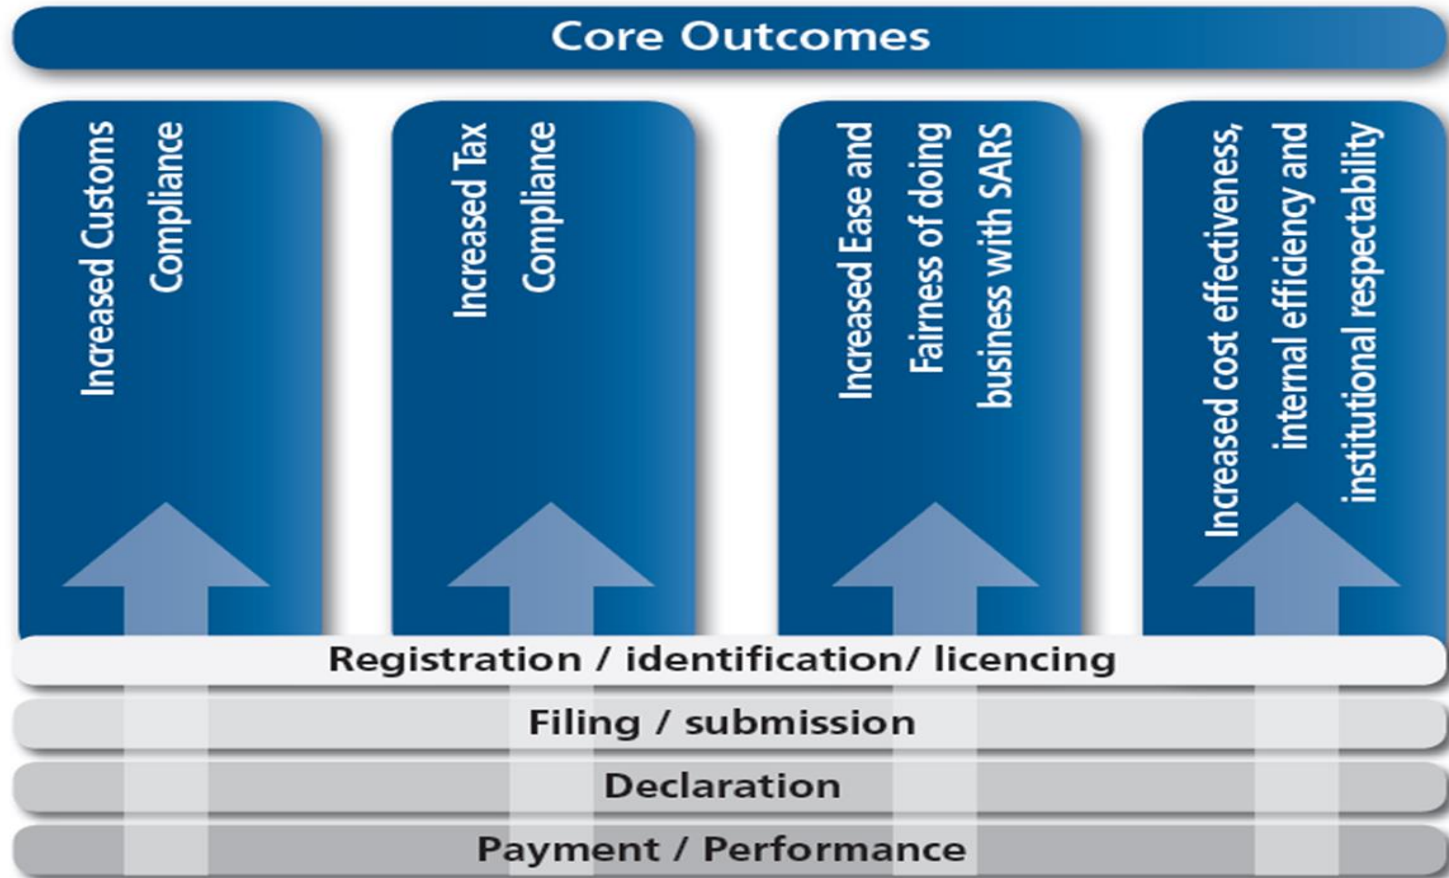 Core Outcomes
Increased Customs
Compliance
Increased Tax
Compliance
Increased Ease and
Fairness of doing
business with SARS
Increased cost effectiveness,
internal efficiency and
institutional respectability
Registration / identification/ licencing
Filing / submission
Declaration
Payment / Performance